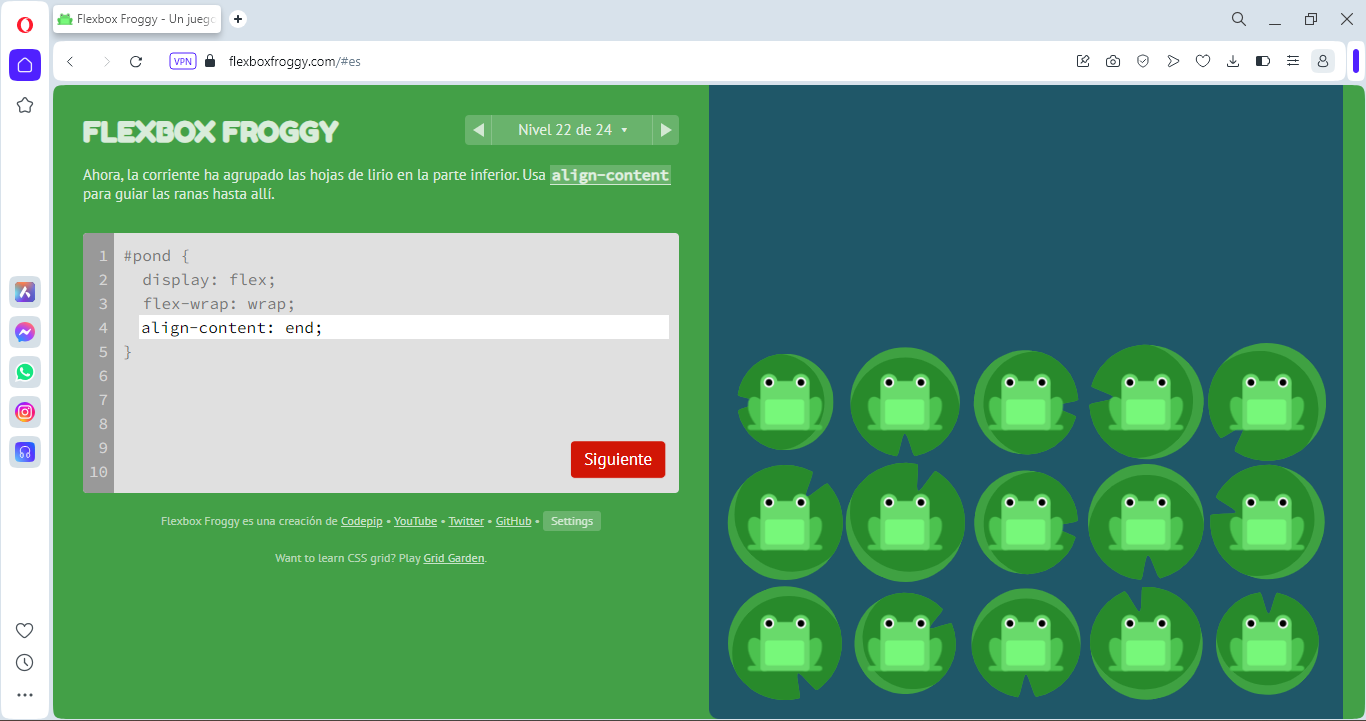 Flexbox Froggy - Un juego
VPN
flexboxfroggy.com/#es
FLEXBOX FROGGY
Nivel 22 de 24
Ahora, la corriente ha agrupado las hojas de lirio en la parte inferior. Usa align-content
para guiar las ranas hasta allí.
1 #pond {
2 display: flex;
3 flex-wrap: wrap;
4 align-content: end;
5 }
6
7
8
9
10
Siguiente
Flexbox Froggy es una creación de Codepip • YouTube • Twitter • GitHub • Settings
Want to learn CSS grid? Play Grid Garden.